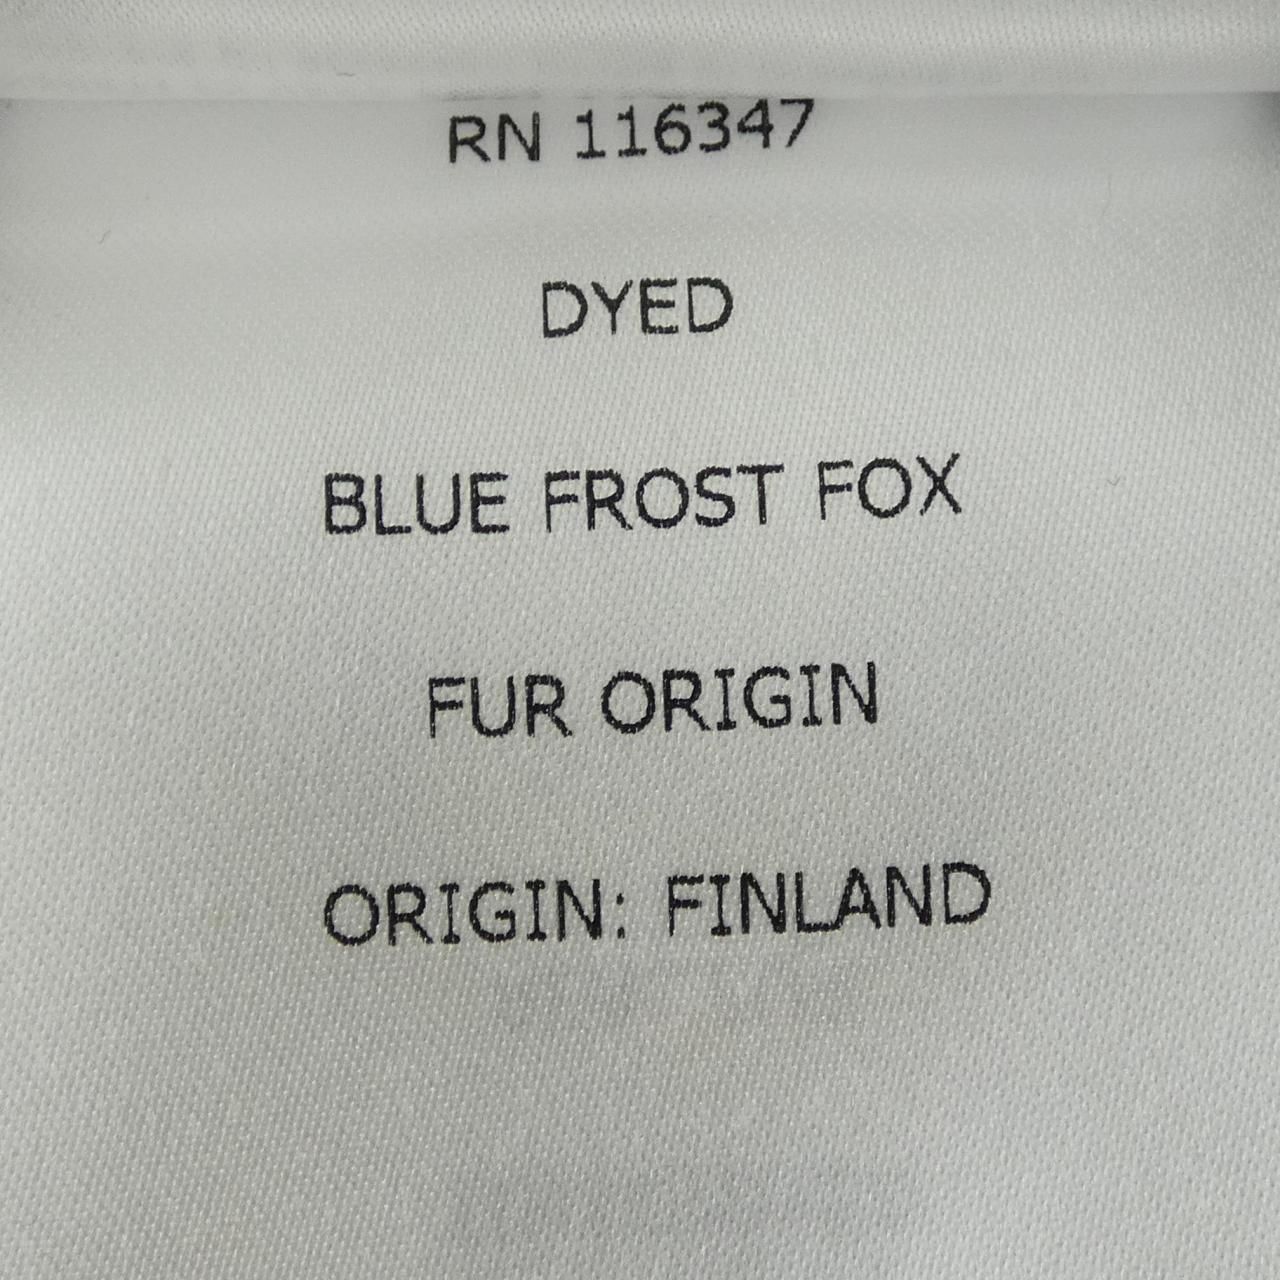 RN 116347
DYED
BLUE FROST FOX
FUR ORIGIN
ORIGIN: FINLAND